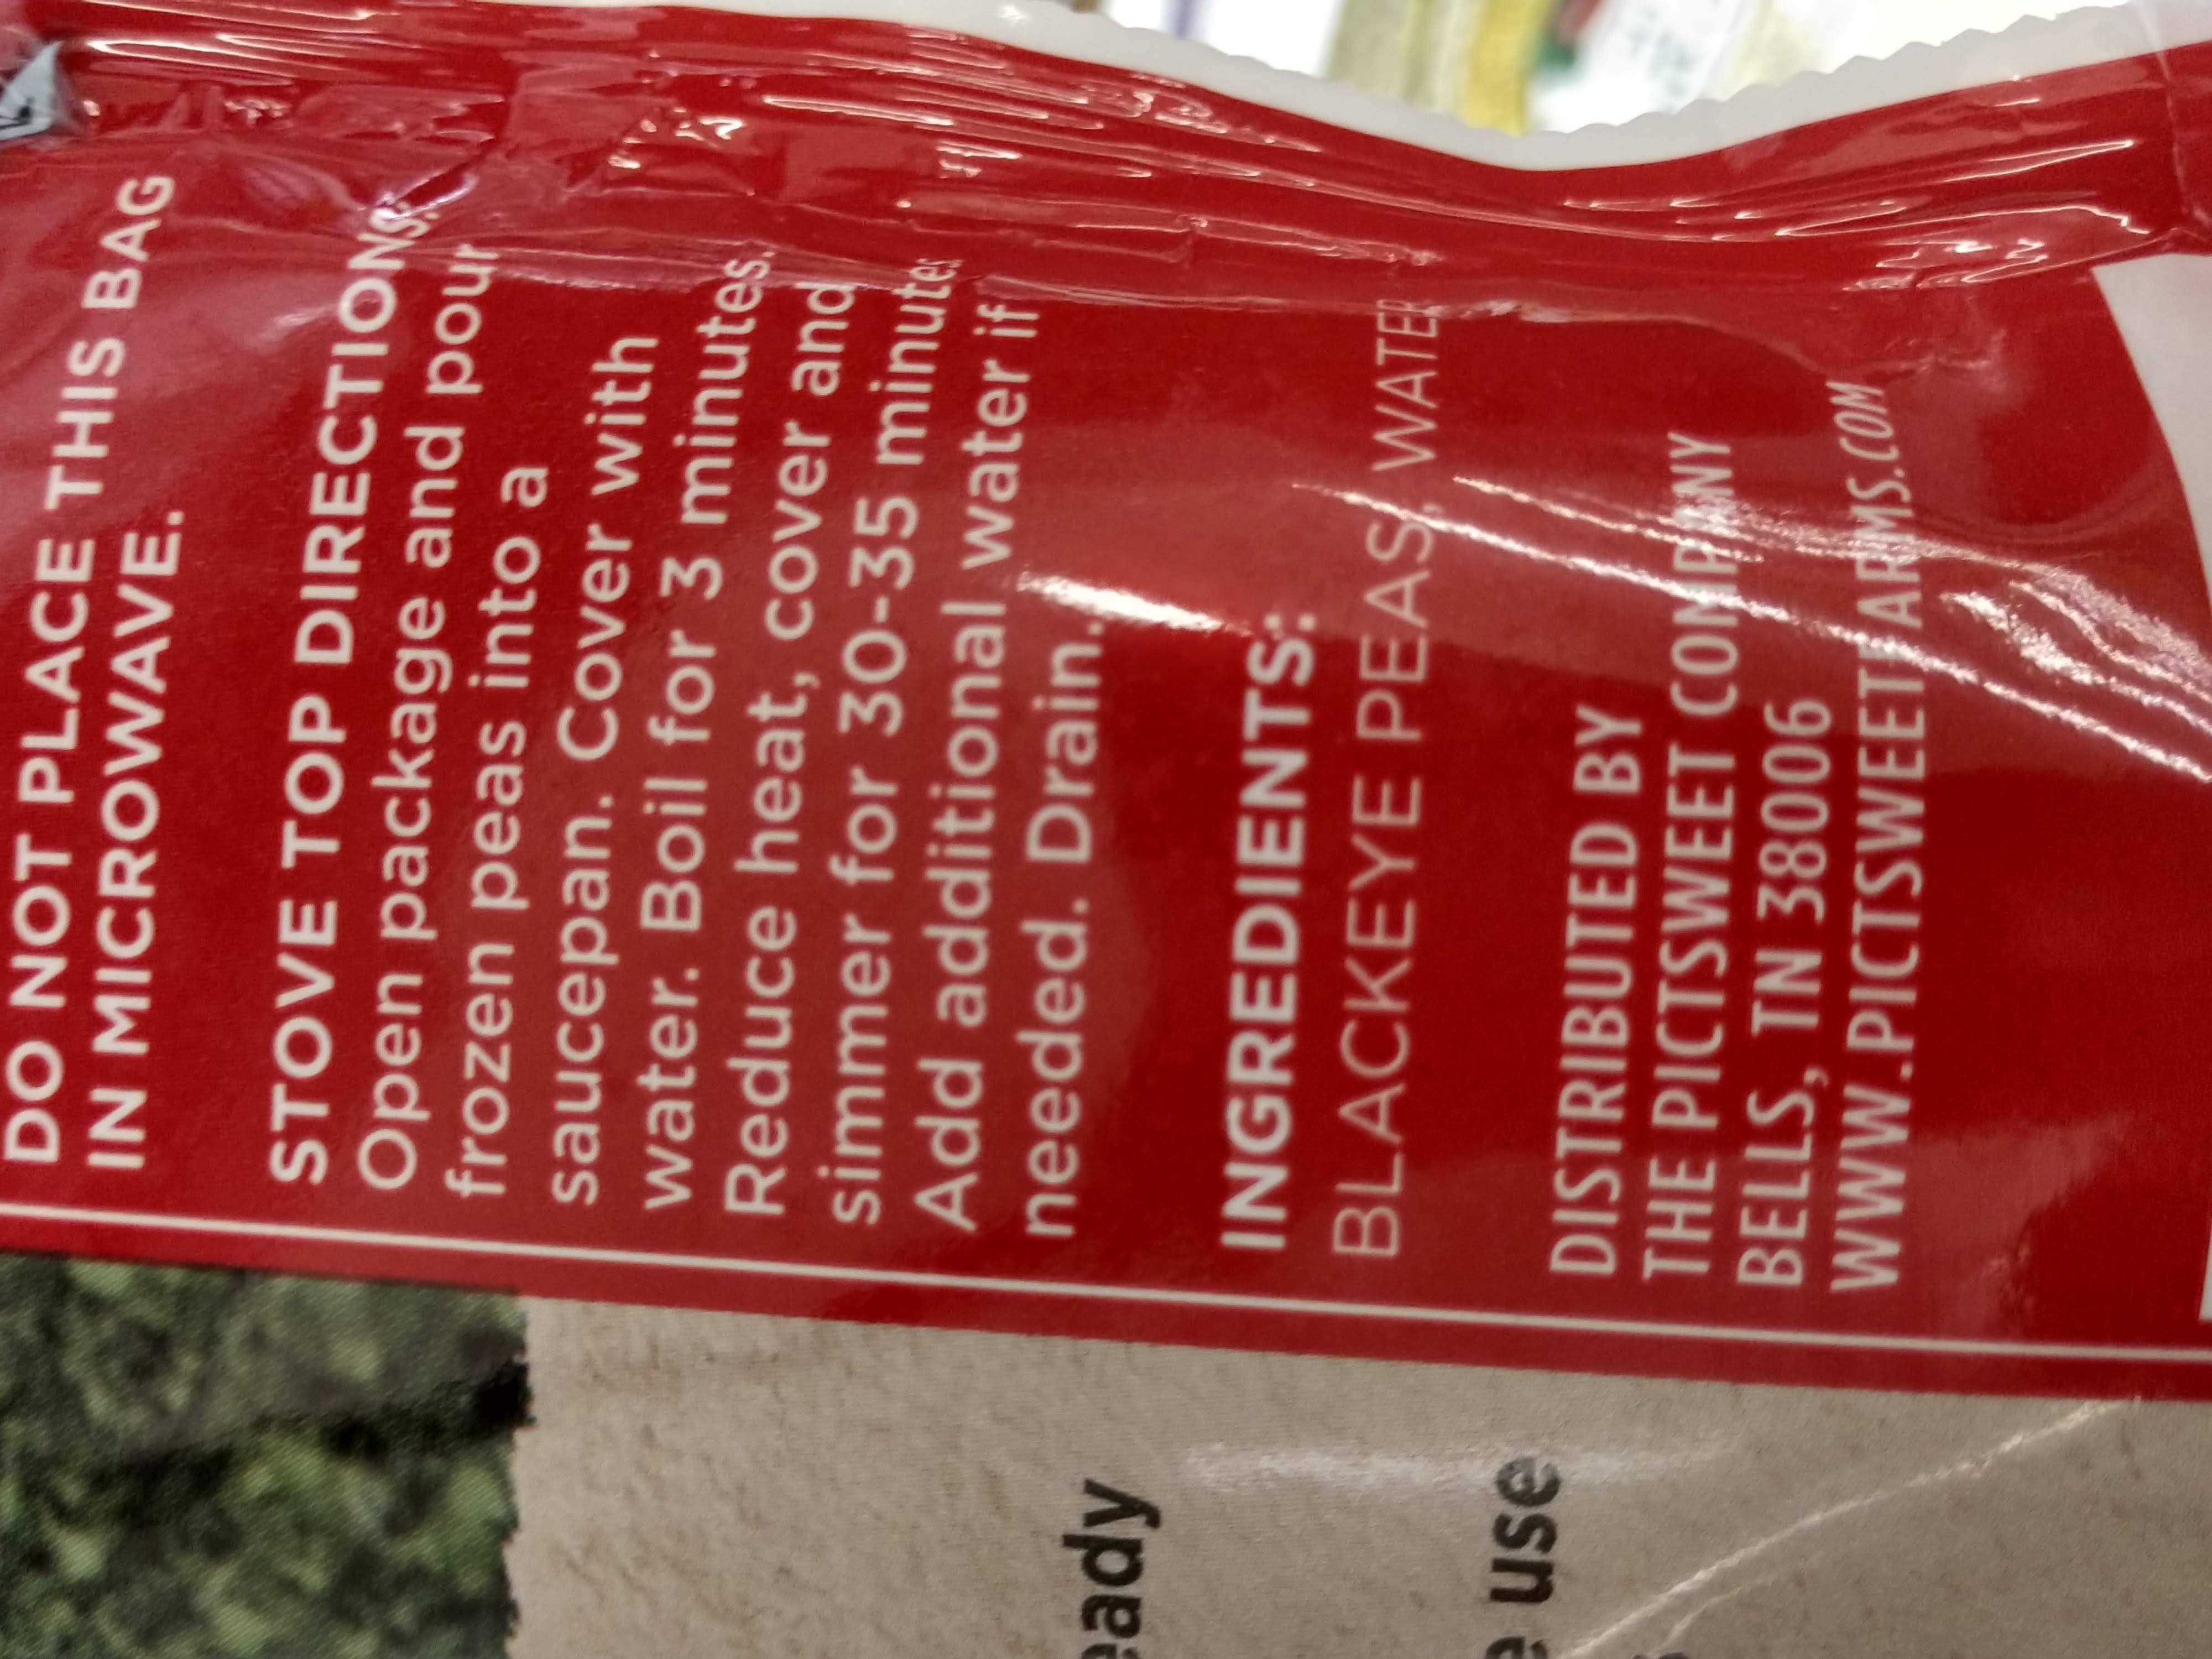 DO NOT PLACE THIS BAG
IN MICROWAVE.
STOVE TOP DIRECTIONS:
Open package and pour
frozen peas into a
saucepan. Cover with
water. Boil for 3 minutes.
Reduce heat, cover and
simmer for 30-35 minutes
Add additional water if
needed. Drain.
INGREDIENTS:
BLACKEYE PEAS, WATER
DISTRIBUTED BY
THE PICTSWEET COMPANY
BELLS, TN 38006
WWW.PICTSWEETFARMS.COM
eady
e use